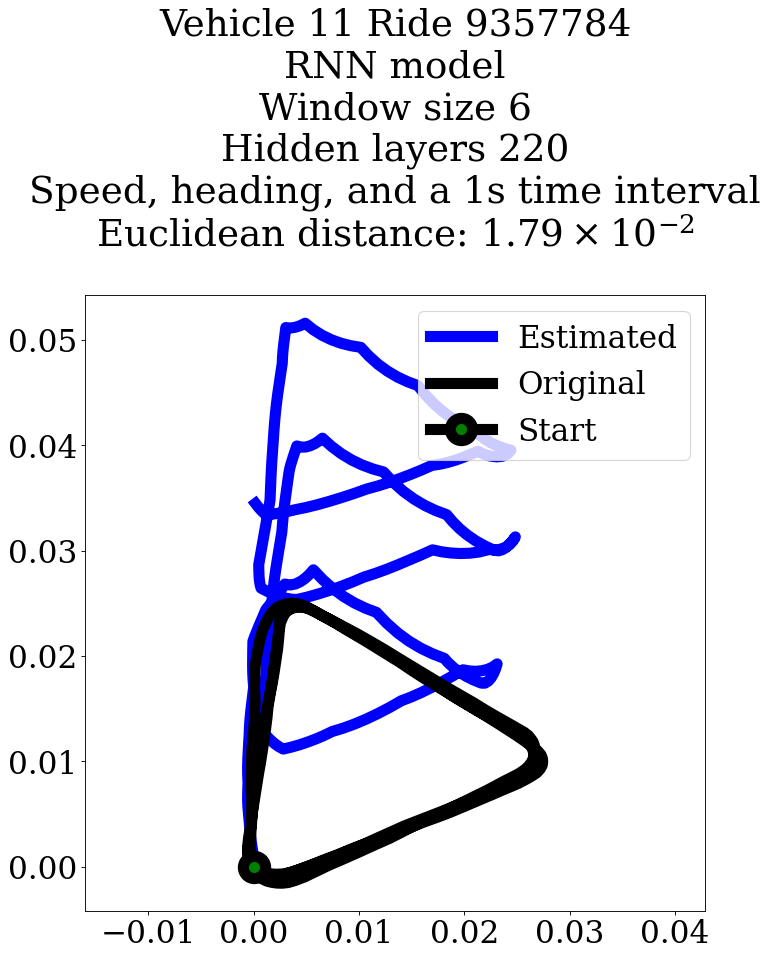 Vehicle 11 Ride 9357784
RNN model
Window size 6
Hidden layers 220
Speed, heading, and a 1s time interval
Euclidean distance: 1.79 × 10⁻²
Estimated
Original
Start
0.05
0.04
0.03
0.02
0.01
0.00
−0.01 0.00 0.01 0.02 0.03 0.04